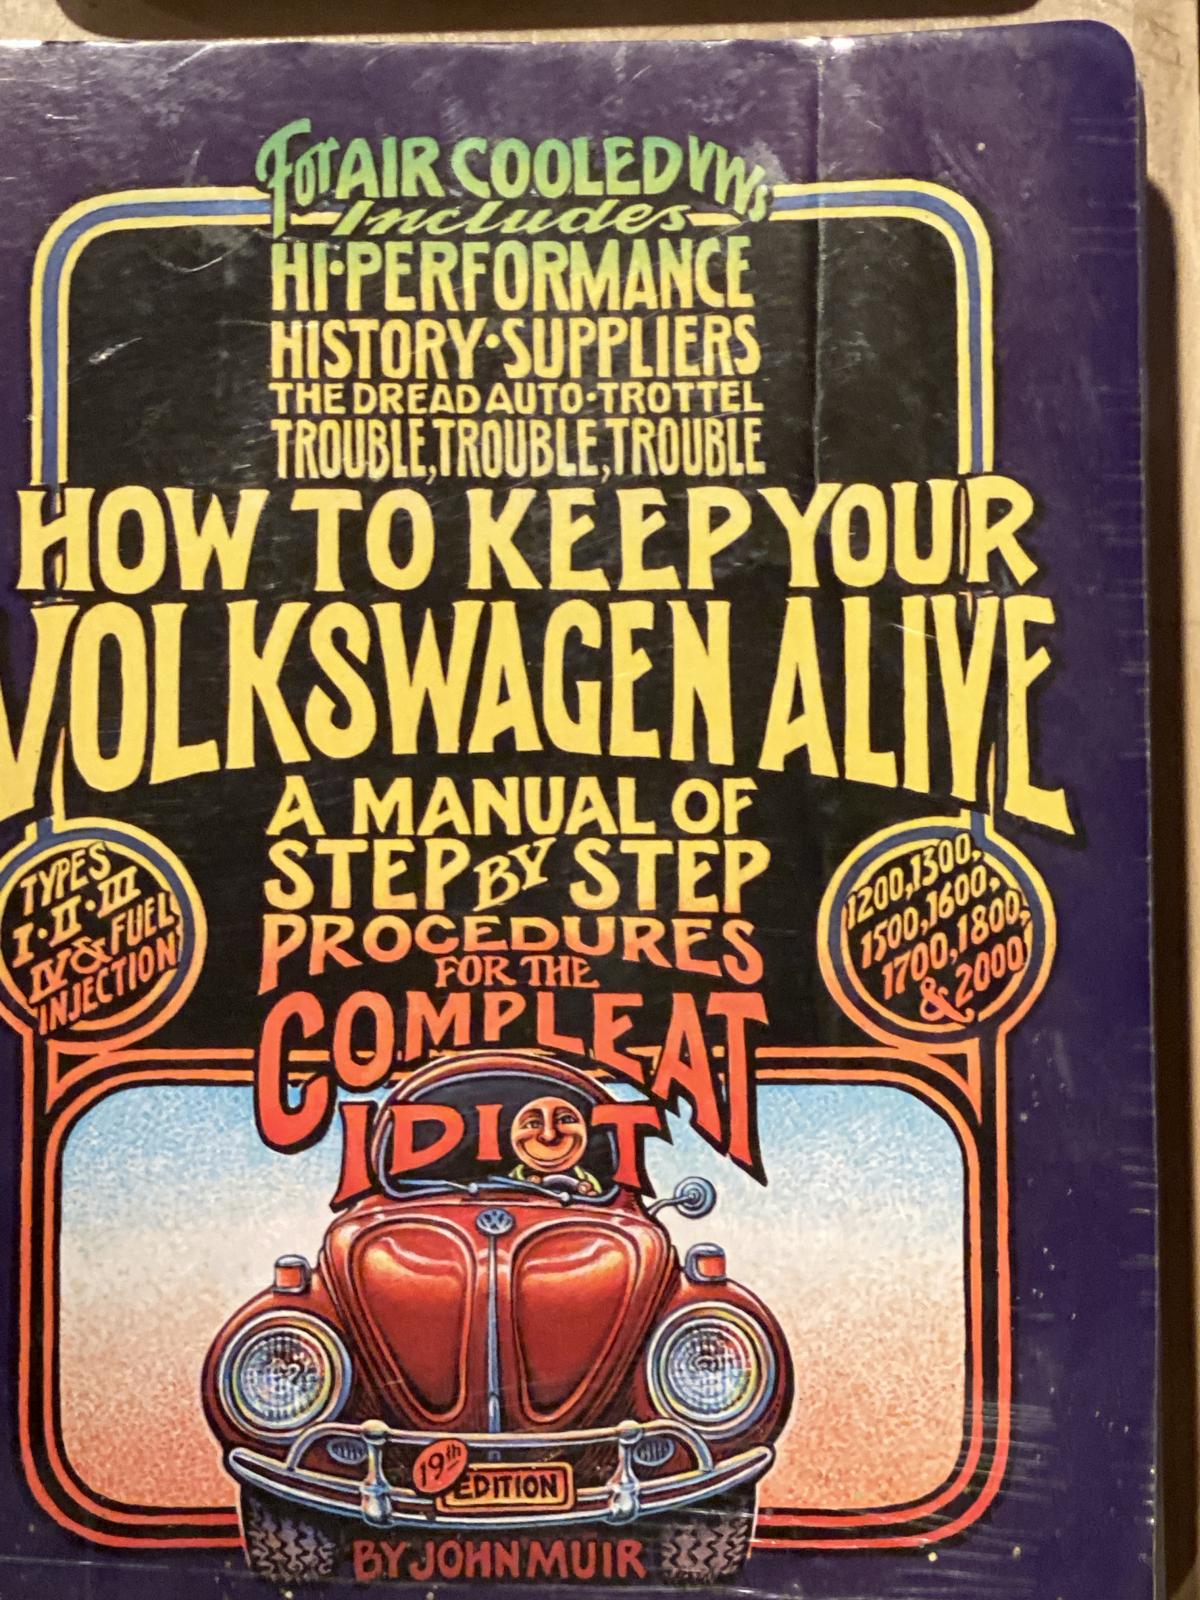 For AIR COOLED VWs
Includes
HI·PERFORMANCE
HISTORY·SUPPLIERS
THE DREAD AUTO·TROTTEL
TROUBLE, TROUBLE, TROUBLE
HOW TO KEEP YOUR
VOLKSWAGEN ALIVE
A MANUAL OF
STEP BY STEP
PROCEDURES
FOR THE
COMPLEAT
IDIOT
TYPES
I·II·III
IV & FUEL
INJECTION
1200, 1300,
1500, 1600,
1700, 1800,
& 2000
VW
19th
EDITION
BY JOHN MUIR